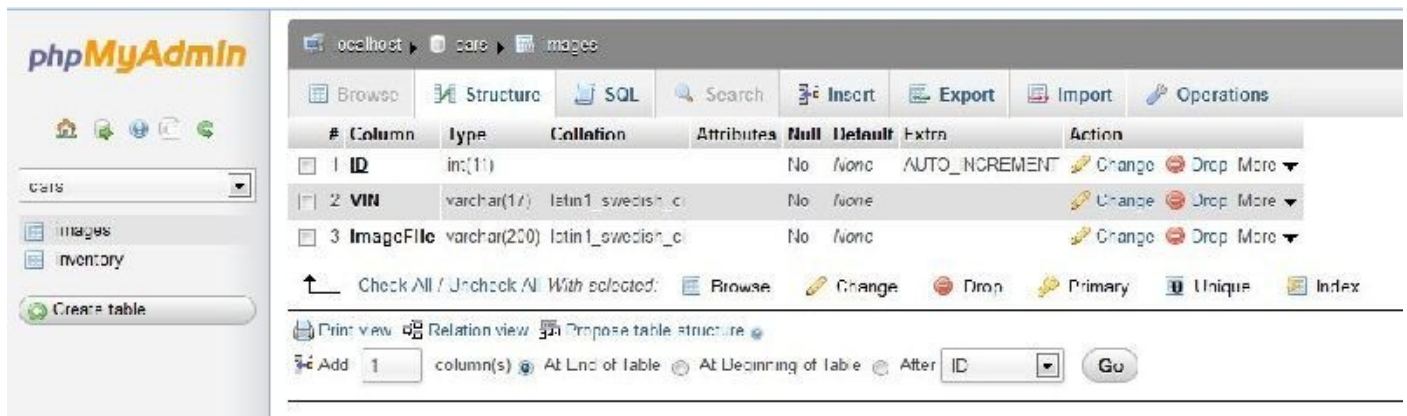 phpMyAdmin
localhost ▸ cars ▸ images
Browse Structure SQL Search Insert Export Import Operations
# Column Type Collation Attributes Null Default Extra Action
1 ID int(11) No None AUTO_INCREMENT Change Drop More
2 VIN varchar(17) latin1_swedish_c No None Change Drop More
3 ImageFile varchar(200) latin1_swedish_c No None Change Drop More
Check All / Uncheck All With selected: Browse Change Drop Primary Unique Index
Print view Relation view Propose table structure
Add 1 column(s) At End of Table At Beginning of Table After ID Go
cars
images
inventory
Create table